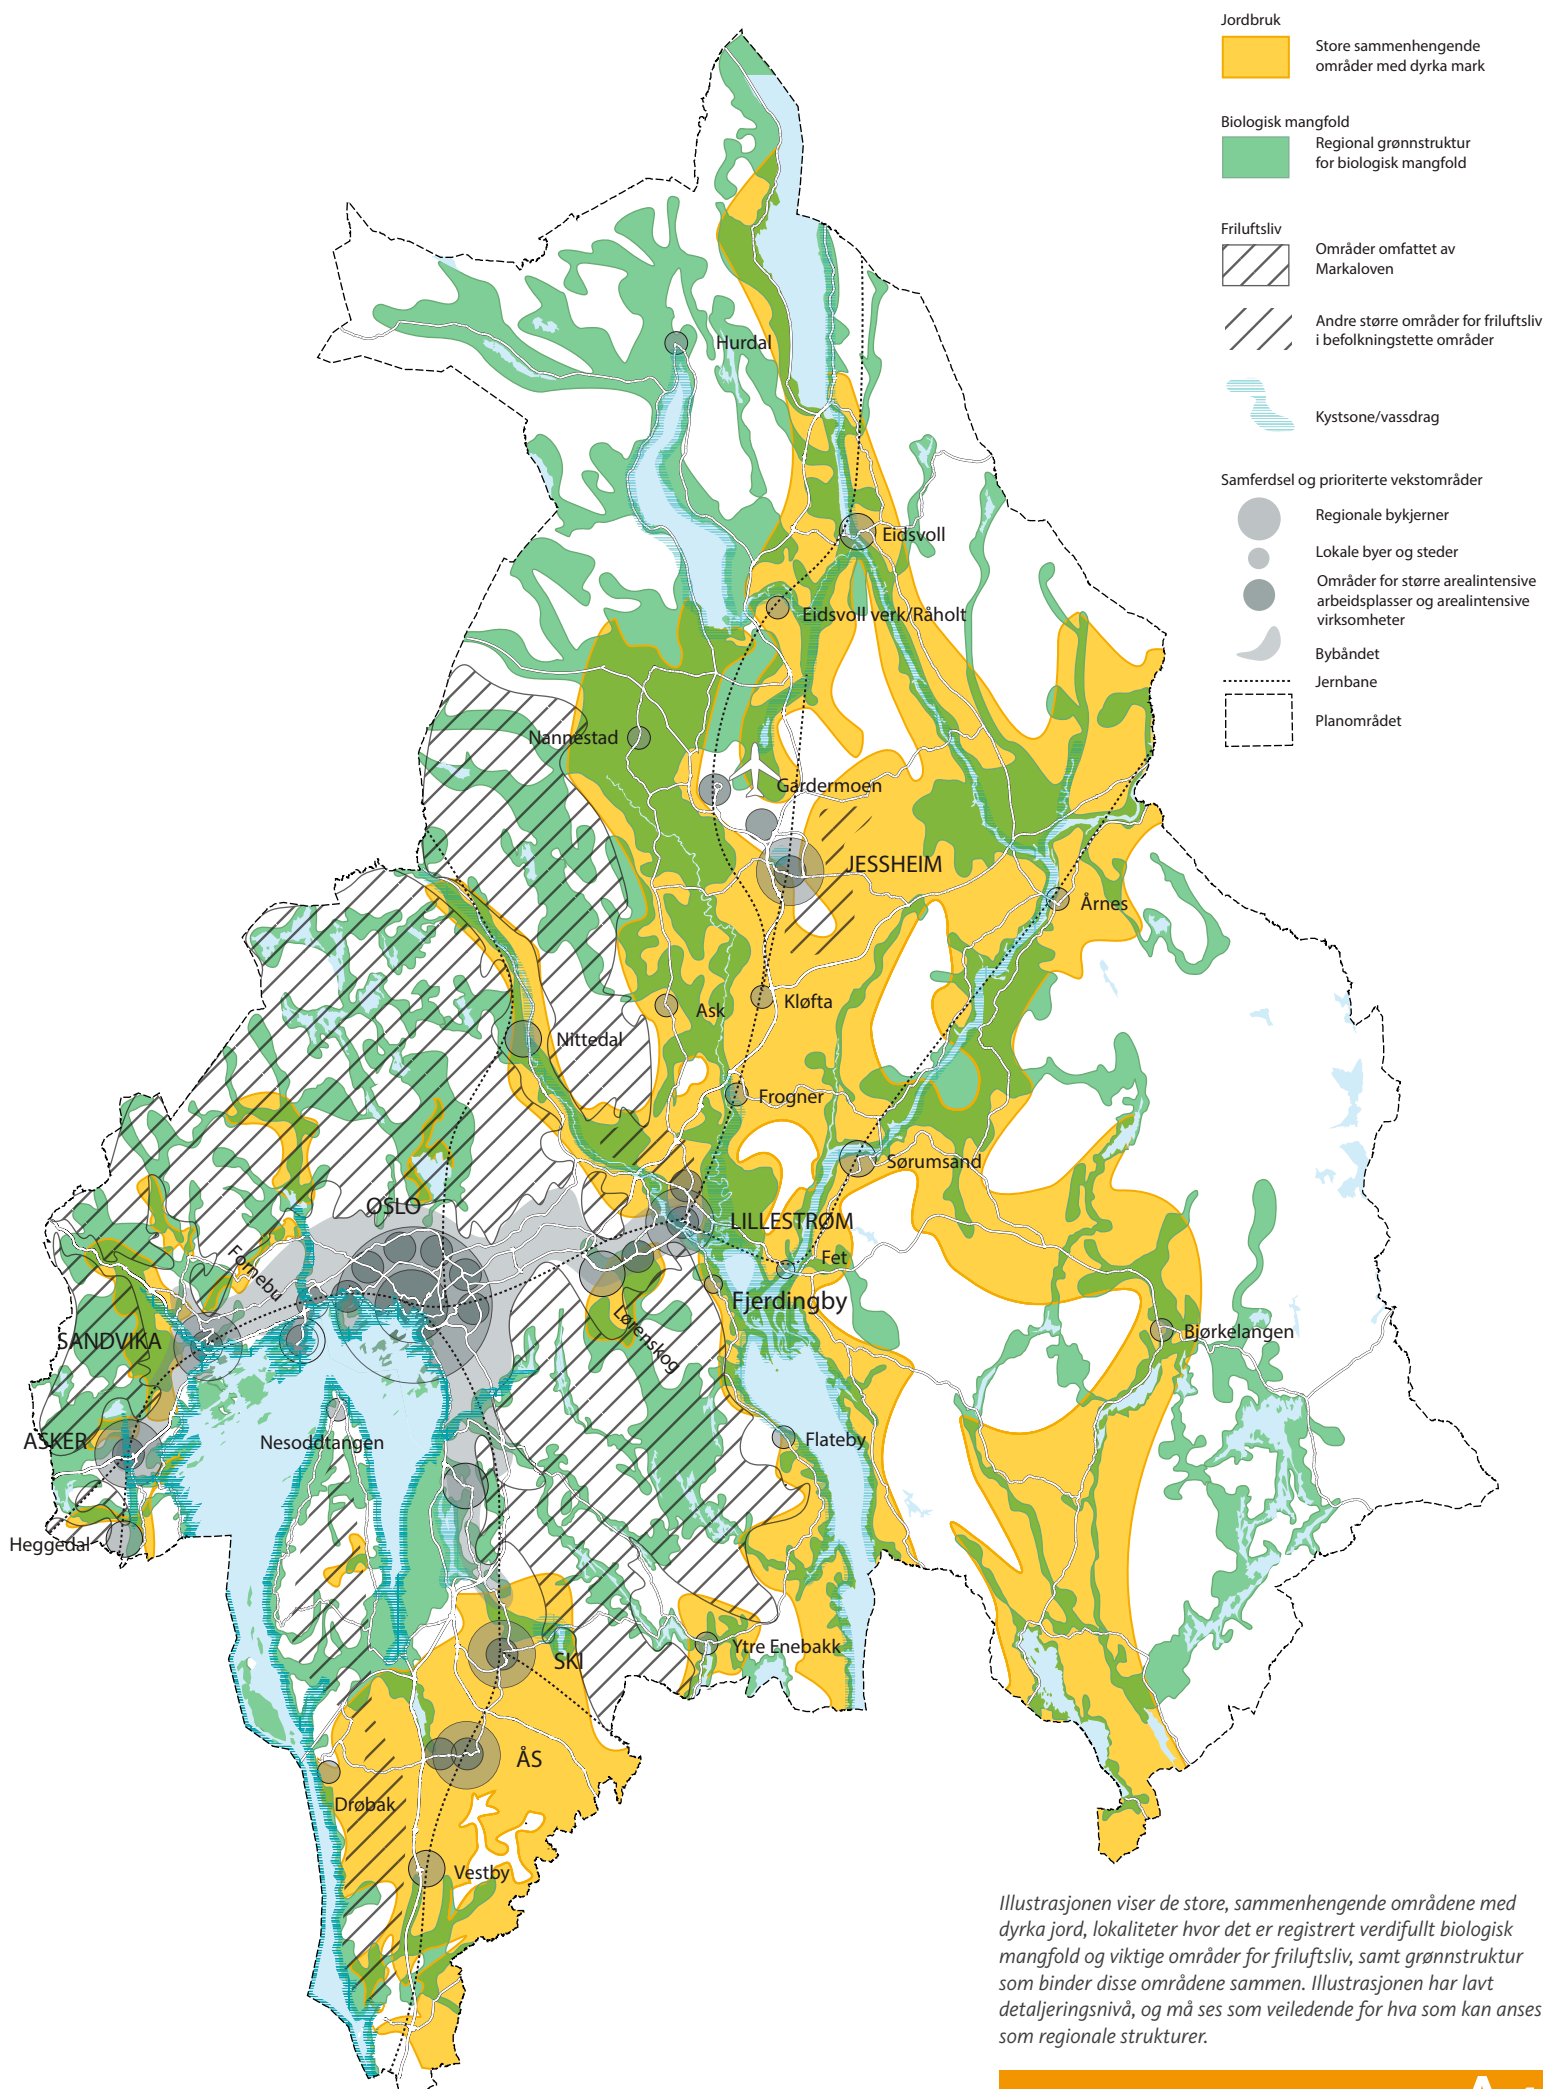 Jordbruk
Store sammenhengende
områder med dyrka mark
Biologisk mangfold
Regional grønnstruktur
for biologisk mangfold
Friluftsliv
Områder omfattet av
Markaloven
Andre større områder for friluftsliv
i befolkningstette områder
Kystsone/vassdrag
Samferdsel og prioriterte vekstområder
Regionale bykjerner
Lokale byer og steder
Områder for større arealintensive
arbeidsplasser og arealintensive
virksomheter
Bybåndet
Jernbane
Planområdet
Hurdal
Eidsvoll
Eidsvoll verk/Råholt
Nannestad
Gardermoen
JESSHEIM
Årnes
Ask
Kløfta
Nittedal
Frogner
Sørumsand
OSLO
LILLESTRØM
Fornebu
Fet
Fjerdingby
Lørenskog
SANDVIKA
Bjørkelangen
ASKER
Nesoddtangen
Flateby
Heggedal
Ytre Enebakk
SKI
ÅS
Drøbak
Vestby
Illustrasjonen viser de store, sammenhengende områdene med
dyrka jord, lokaliteter hvor det er registrert verdifullt biologisk
mangfold og viktige områder for friluftsliv, samt grønnstruktur
som binder disse områdene sammen. Illustrasjonen har lavt
detaljeringsnivå, og må ses som veiledende for hva som kan anses
som regionale strukturer.